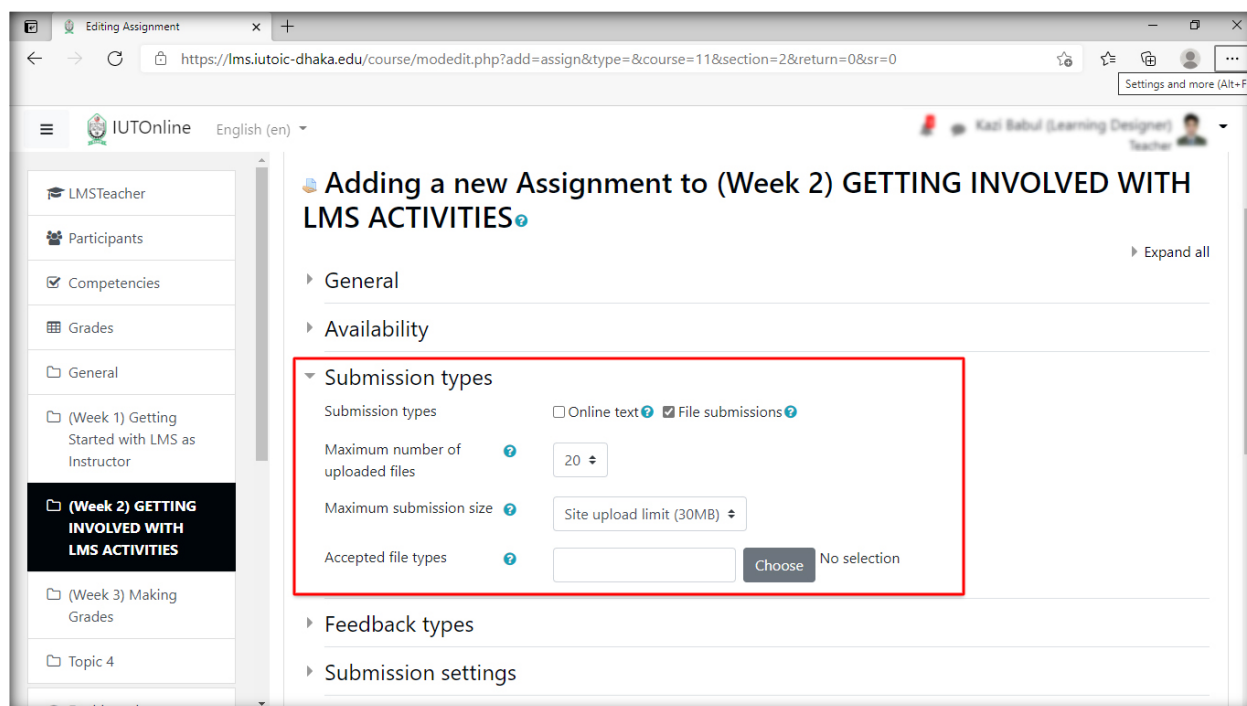 Editing Assignment
https://lms.iutoic-dhaka.edu/course/modedit.php?add=assign&type=&course=11&section=2&return=0&sr=0
Settings and more (Alt+F
IUTOnline English (en)
Kazi Babul (Learning Designer)
Teacher
LMSTeacher
Participants
Competencies
Grades
General
(Week 1) Getting
Started with LMS as
Instructor
(Week 2) GETTING
INVOLVED WITH
LMS ACTIVITIES
(Week 3) Making
Grades
Topic 4
Adding a new Assignment to (Week 2) GETTING INVOLVED WITH
LMS ACTIVITIES
Expand all
General
Availability
Submission types
Submission types Online text File submissions
Maximum number of
uploaded files
20
Maximum submission size Site upload limit (30MB)
Accepted file types Choose No selection
Feedback types
Submission settings